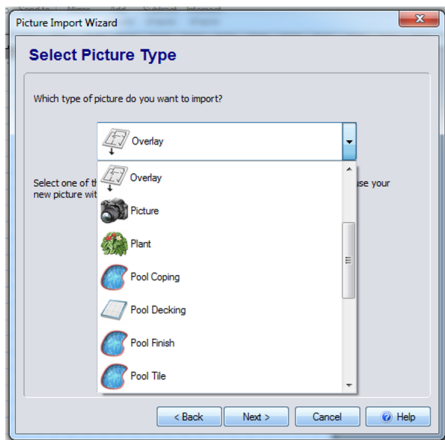 Picture Import Wizard
Select Picture Type
Which type of picture do you want to import?
Overlay
Select one of th
use your
new picture wit
Overlay
Picture
Plant
Pool Coping
Pool Decking
Pool Finish
Pool Tile
< Back
Next >
Cancel
Help